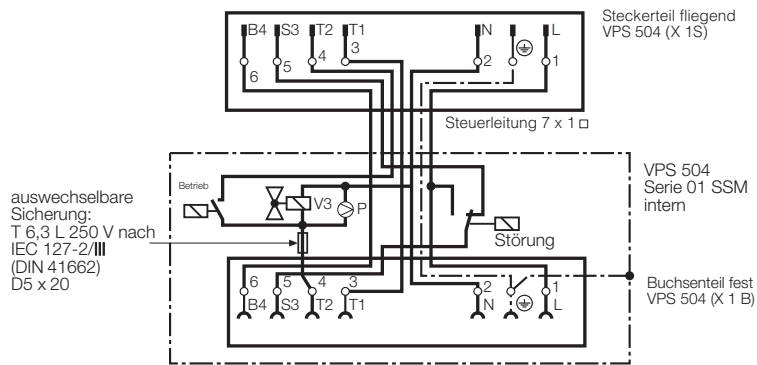 Steckerteil fliegend
VPS 504 (X 1S)
B4 S3 T2 T1 N L
6 5 4 3 2 1
Steuerleitung 7 x 1 □
VPS 504
Serie 01 SSM
intern
Betrieb
V3
P
Störung
auswechselbare
Sicherung:
T 6,3 L 250 V nach
IEC 127-2/III
(DIN 41662)
D5 x 20
6 5 4 3 2 1
B4 S3 T2 T1 N L
Buchsenteil fest
VPS 504 (X 1 B)